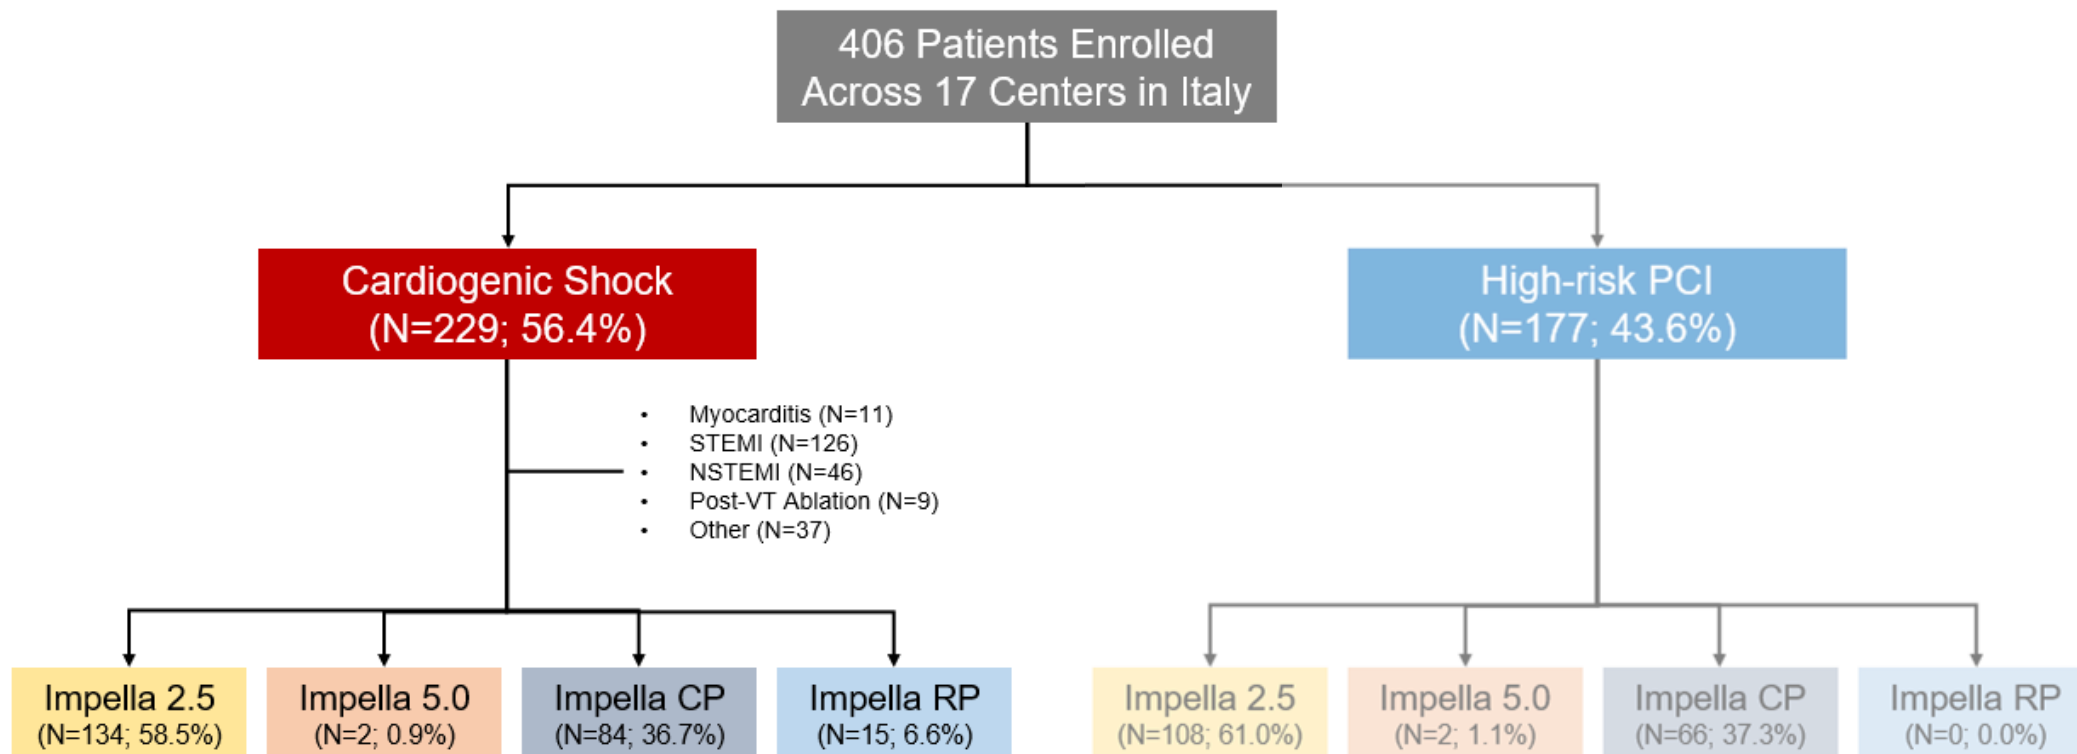 406 Patients Enrolled
Across 17 Centers in Italy
Cardiogenic Shock
(N=229; 56.4%)
High-risk PCI
(N=177; 43.6%)
• Myocarditis (N=11)
• STEMI (N=126)
• NSTEMI (N=46)
• Post-VT Ablation (N=9)
• Other (N=37)
Impella 2.5
(N=134; 58.5%)
Impella 5.0
(N=2; 0.9%)
Impella CP
(N=84; 36.7%)
Impella RP
(N=15; 6.6%)
Impella 2.5
(N=108; 61.0%)
Impella 5.0
(N=2; 1.1%)
Impella CP
(N=66; 37.3%)
Impella RP
(N=0; 0.0%)